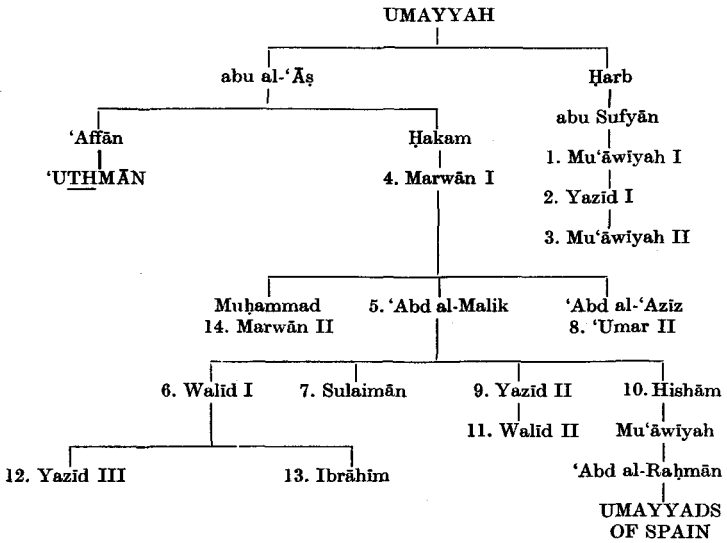 UMAYYAH
abu al-‘Āṣ
Ḥarb
abu Sufyān
‘Affān
Ḥakam
1. Mu‘āwīyah I
‘UTHMĀN
4. Marwān I
2. Yazīd I
3. Mu‘āwīyah II
Muḥammad
5. ‘Abd al-Malik
‘Abd al-‘Azīz
14. Marwān II
8. ‘Umar II
6. Walīd I
7. Sulaimān
9. Yazīd II
10. Hishām
11. Walīd II
Mu‘āwīyah
12. Yazīd III
13. Ibrāhīm
‘Abd al-Raḥmān
UMAYYADS
OF SPAIN